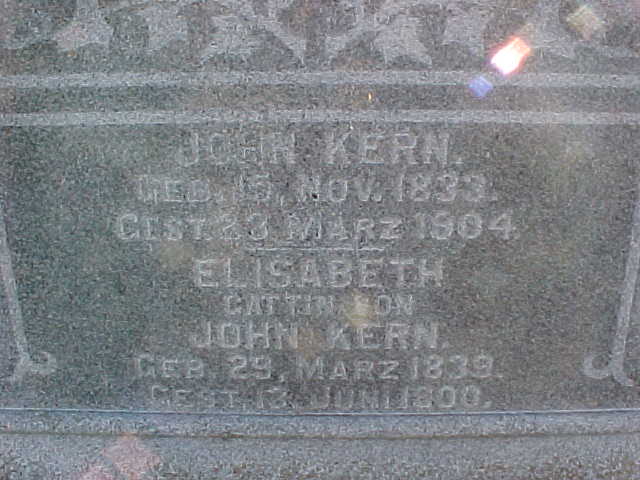 JOHN KERN.
GEB. 15, NOV. 1833.
GEST. 23 MARZ 1904
ELISABETH
GATTIN VON
JOHN KERN.
GEB. 29, MARZ 1839.
GEST. 13 JUNI 1900.